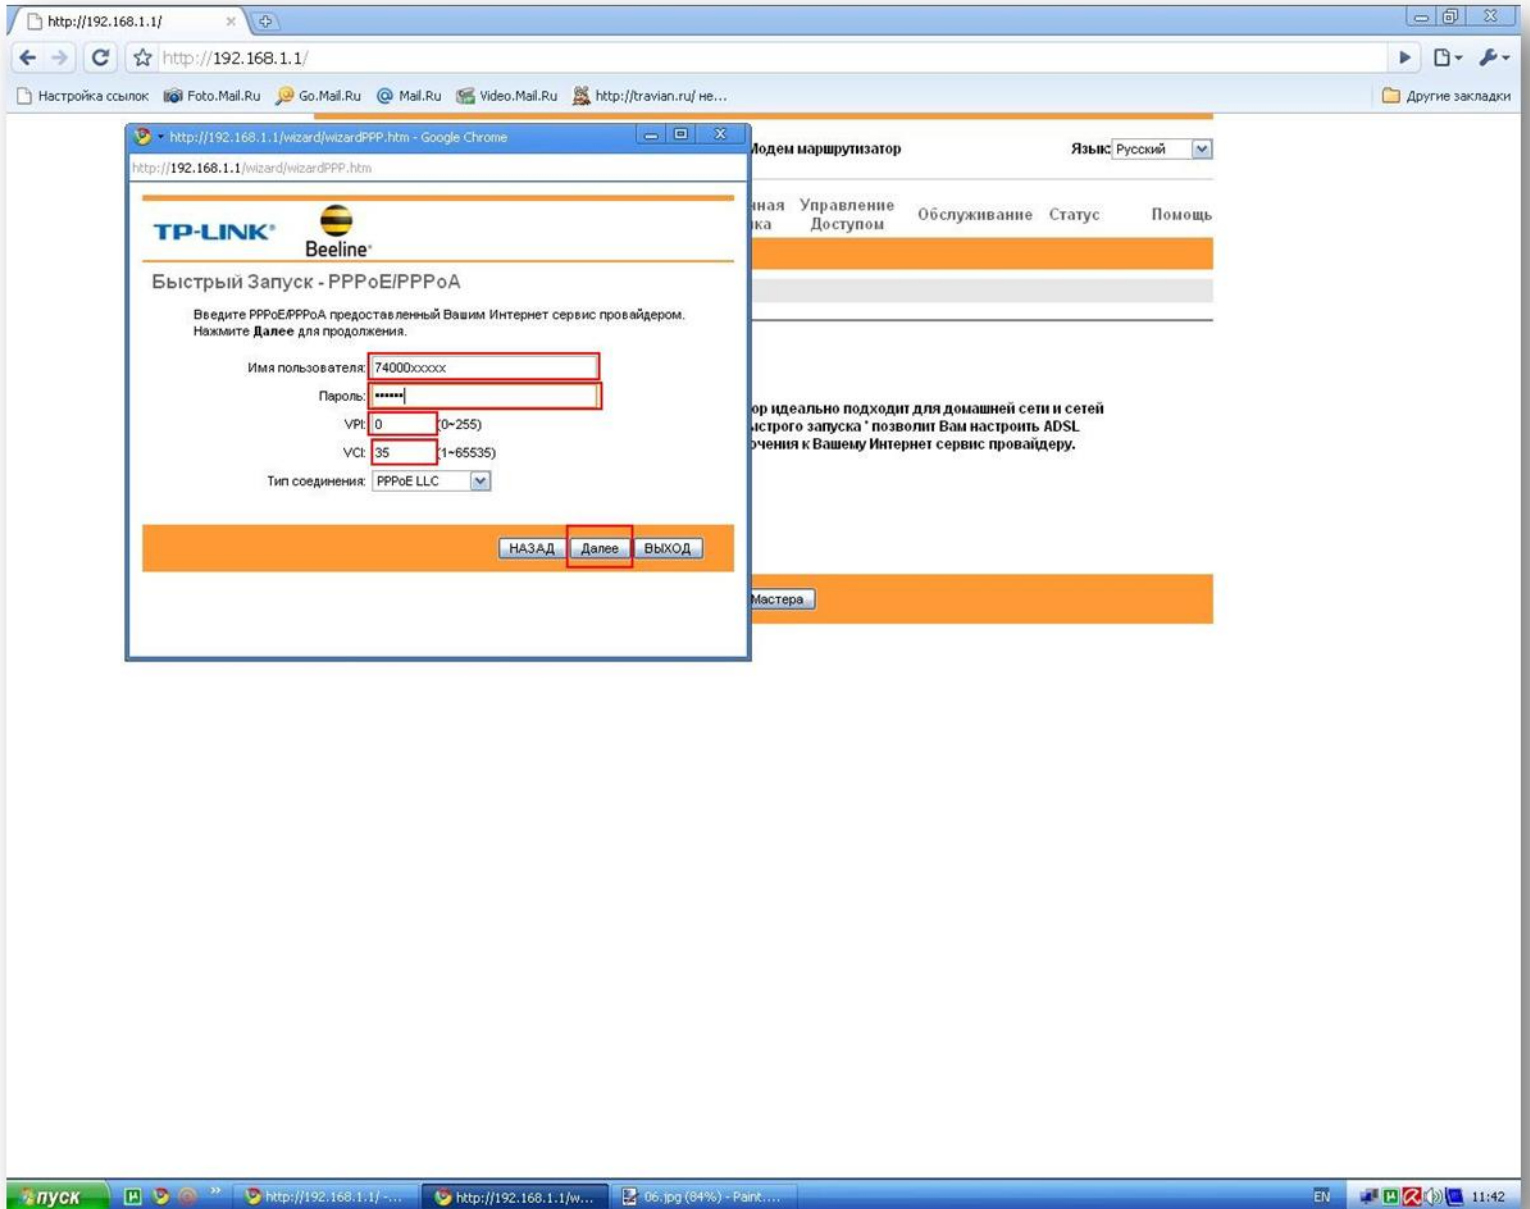 http://192.168.1.1/
http://192.168.1.1/
Настройка ссылок Foto.Mail.Ru Go.Mail.Ru Mail.Ru Video.Mail.Ru http://travian.ru/ не... Другие закладки
http://192.168.1.1/wizard/wizardPPP.htm - Google Chrome
http://192.168.1.1/wizard/wizardPPP.htm
Модем маршрутизатор Язык: Русский
нная Управление Обслуживание Статус Помощь
ка Доступом
TP-LINK®
Beeline®
Быстрый Запуск - PPPoE/PPPoA
Введите PPPoE/PPPoA предоставленный Вашим Интернет сервис провайдером.
Нажмите Далее для продолжения.
Имя пользователя: 74000xxxxx
Пароль: ••••••
VPI: 0 (0~255)
VCI: 35 (1~65535)
Тип соединения: PPPoE LLC
НАЗАД Далее ВЫХОД
ор идеально подходит для домашней сети и сетей
ыстрого запуска ' позволит Вам настроить ADSL
очения к Вашему Интернет сервис провайдеру.
Мастера
пуск » http://192.168.1.1/ -... http://192.168.1.1/w... 06.jpg (84%) - Paint.... EN 11:42